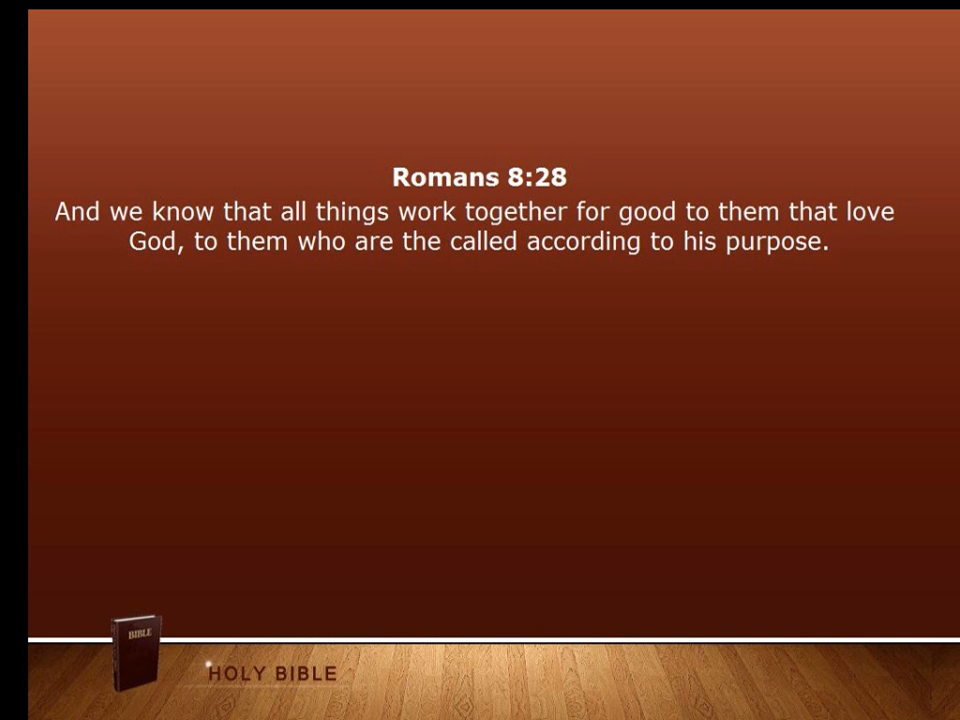 Romans 8:28
And we know that all things work together for good to them that love
God, to them who are the called according to his purpose.
BIBLE
HOLY BIBLE